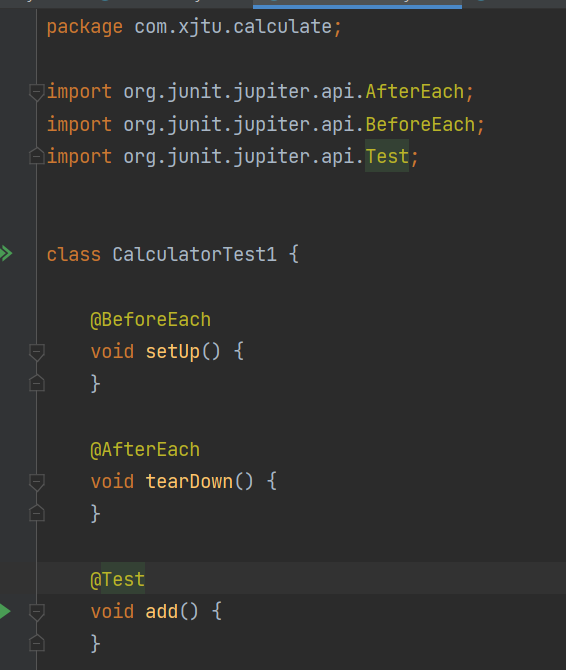 package com.xjtu.calculate;
import org.junit.jupiter.api.AfterEach;
import org.junit.jupiter.api.BeforeEach;
import org.junit.jupiter.api.Test;
class CalculatorTest1 {
@BeforeEach
void setUp() {
}
@AfterEach
void tearDown() {
}
@Test
void add() {
}